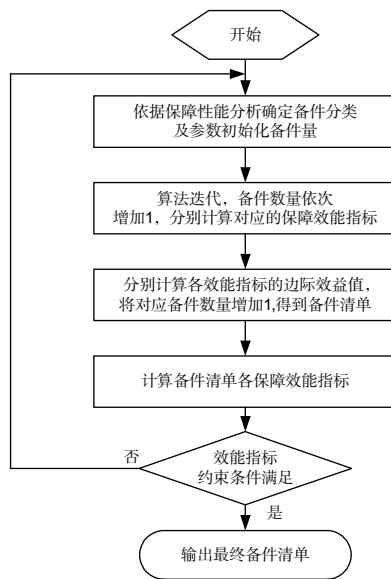 开始
依据保障性能分析确定备件分类
及参数初始化备件量
算法迭代，备件数量依次
增加1，分别计算对应的保障效能指标
分别计算各效能指标的边际效益值，
将对应备件数量增加1,得到备件清单
计算备件清单各保障效能指标
否
效能指标
约束条件满足
是
输出最终备件清单